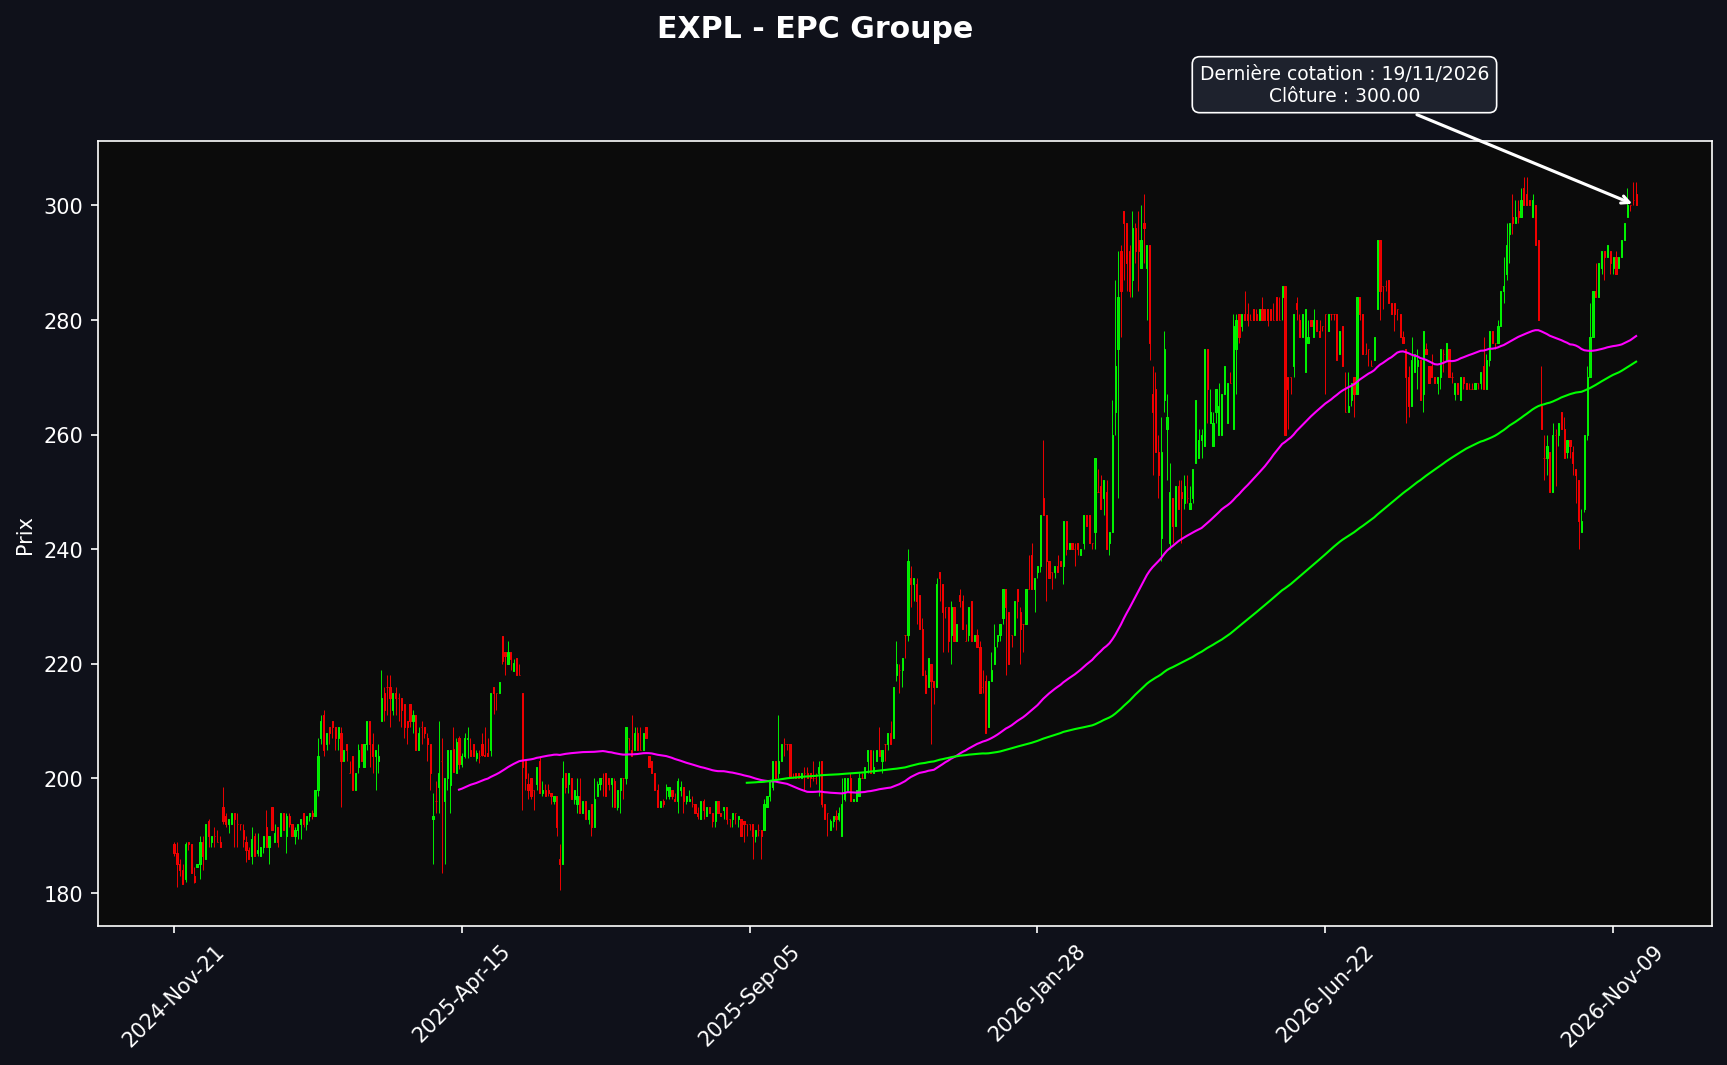 EXPL - EPC Groupe
Dernière cotation : 19/11/2026
Clôture : 300.00
Prix
300
280
260
240
220
200
180
2024-Nov-21
2025-Apr-15
2025-Sep-05
2026-Jan-28
2026-Jun-22
2026-Nov-09